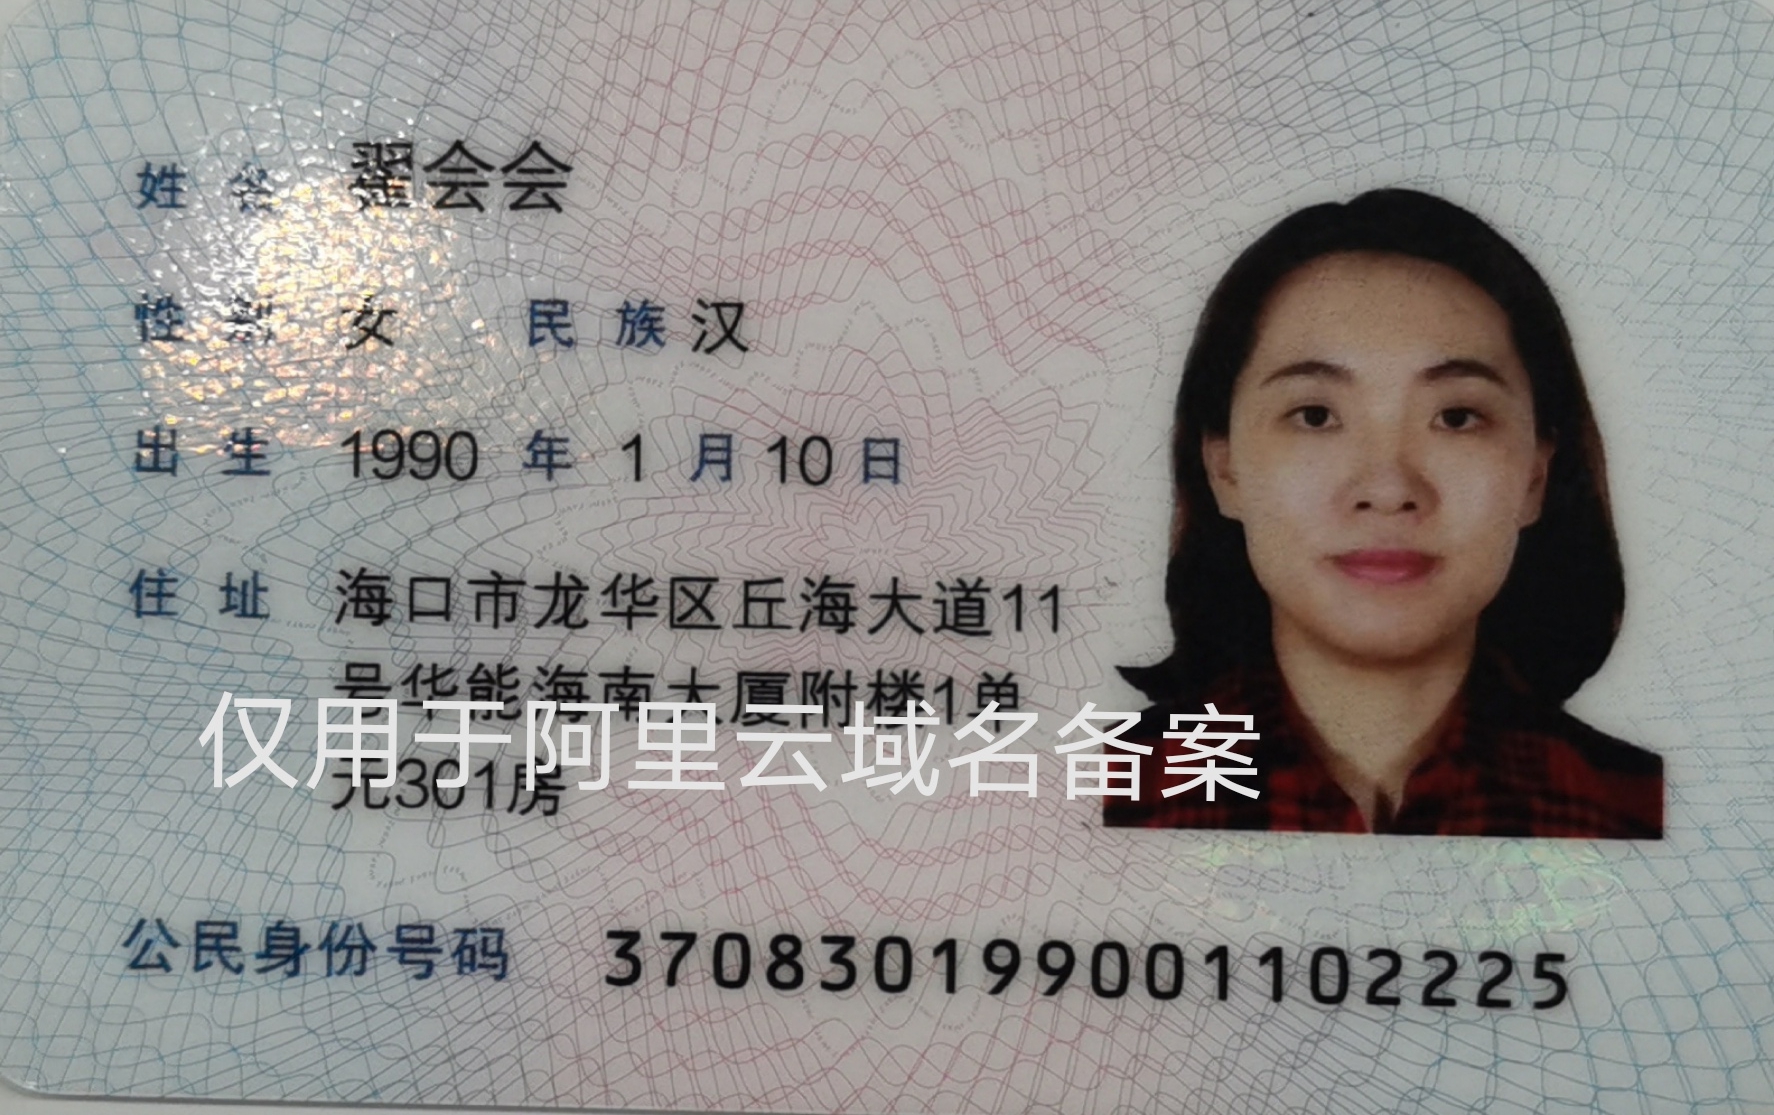 姓 名 翟会会
性 别 女 民 族 汉
出 生 1990 年 1 月 10 日
住 址 海口市龙华区丘海大道11
号华能海南大厦附楼1单
仅用于阿里云域名备案
元301房
公民身份号码 370830199001102225